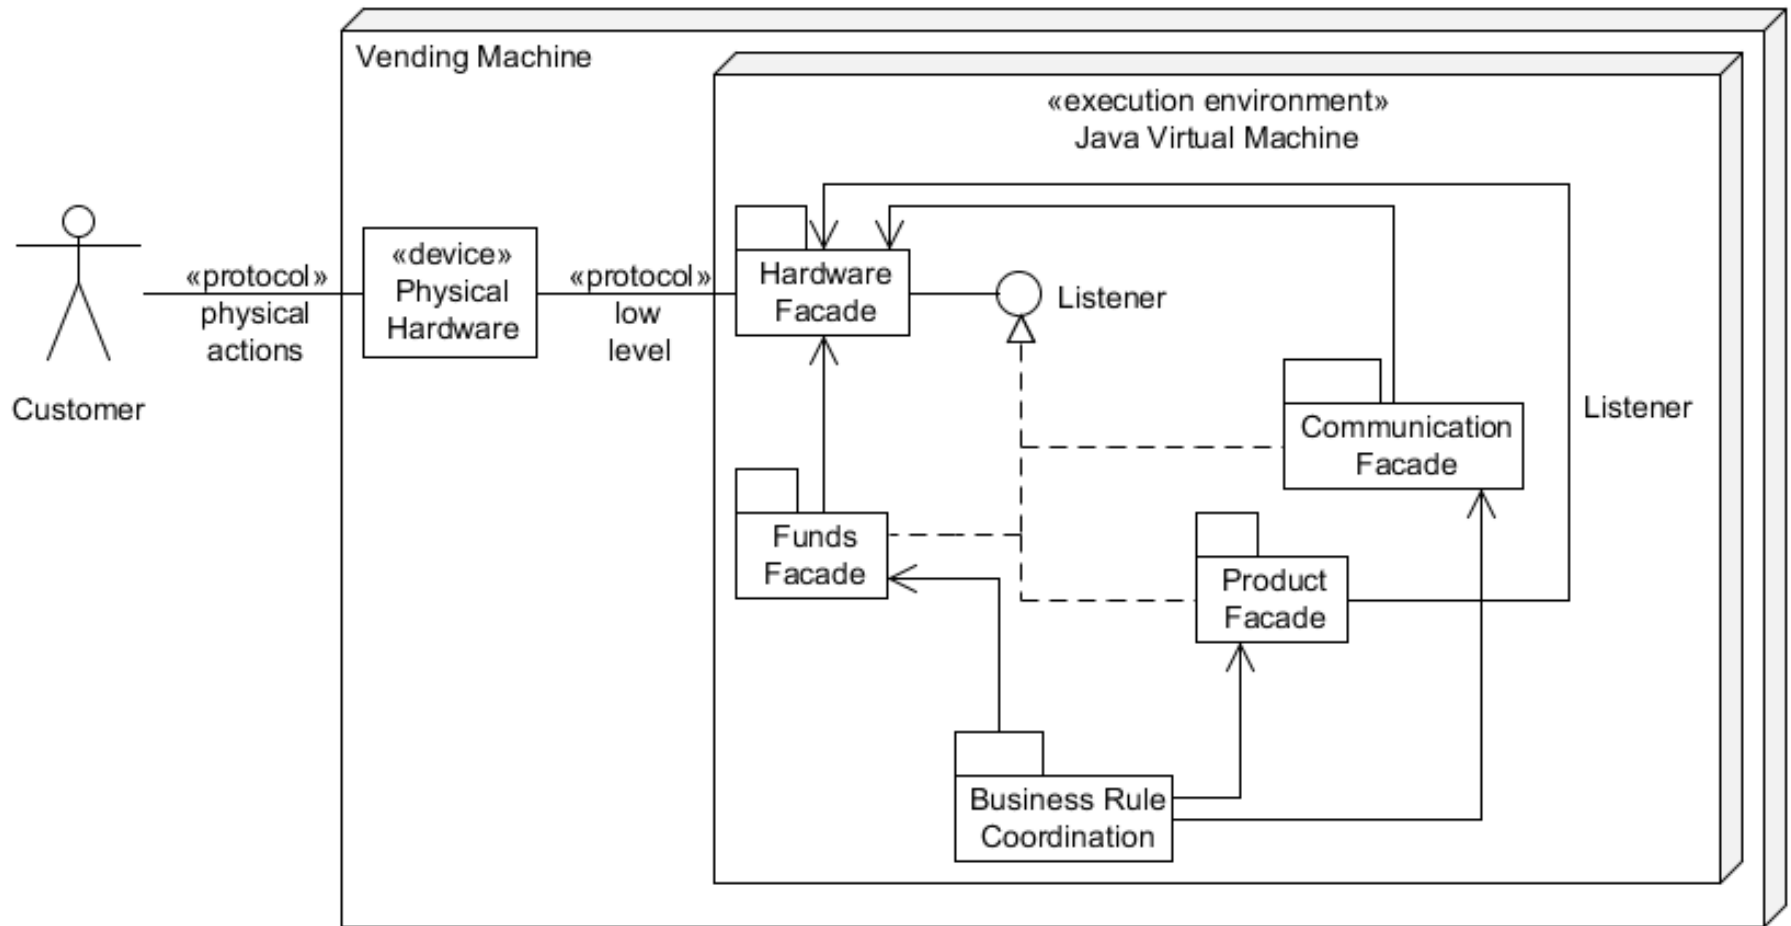 Vending Machine
«execution environment»
Java Virtual Machine
Customer
«protocol»
physical
actions
«device»
Physical
Hardware
«protocol»
low
level
Hardware
Facade
Listener
Communication
Facade
Listener
Funds
Facade
Product
Facade
Business Rule
Coordination